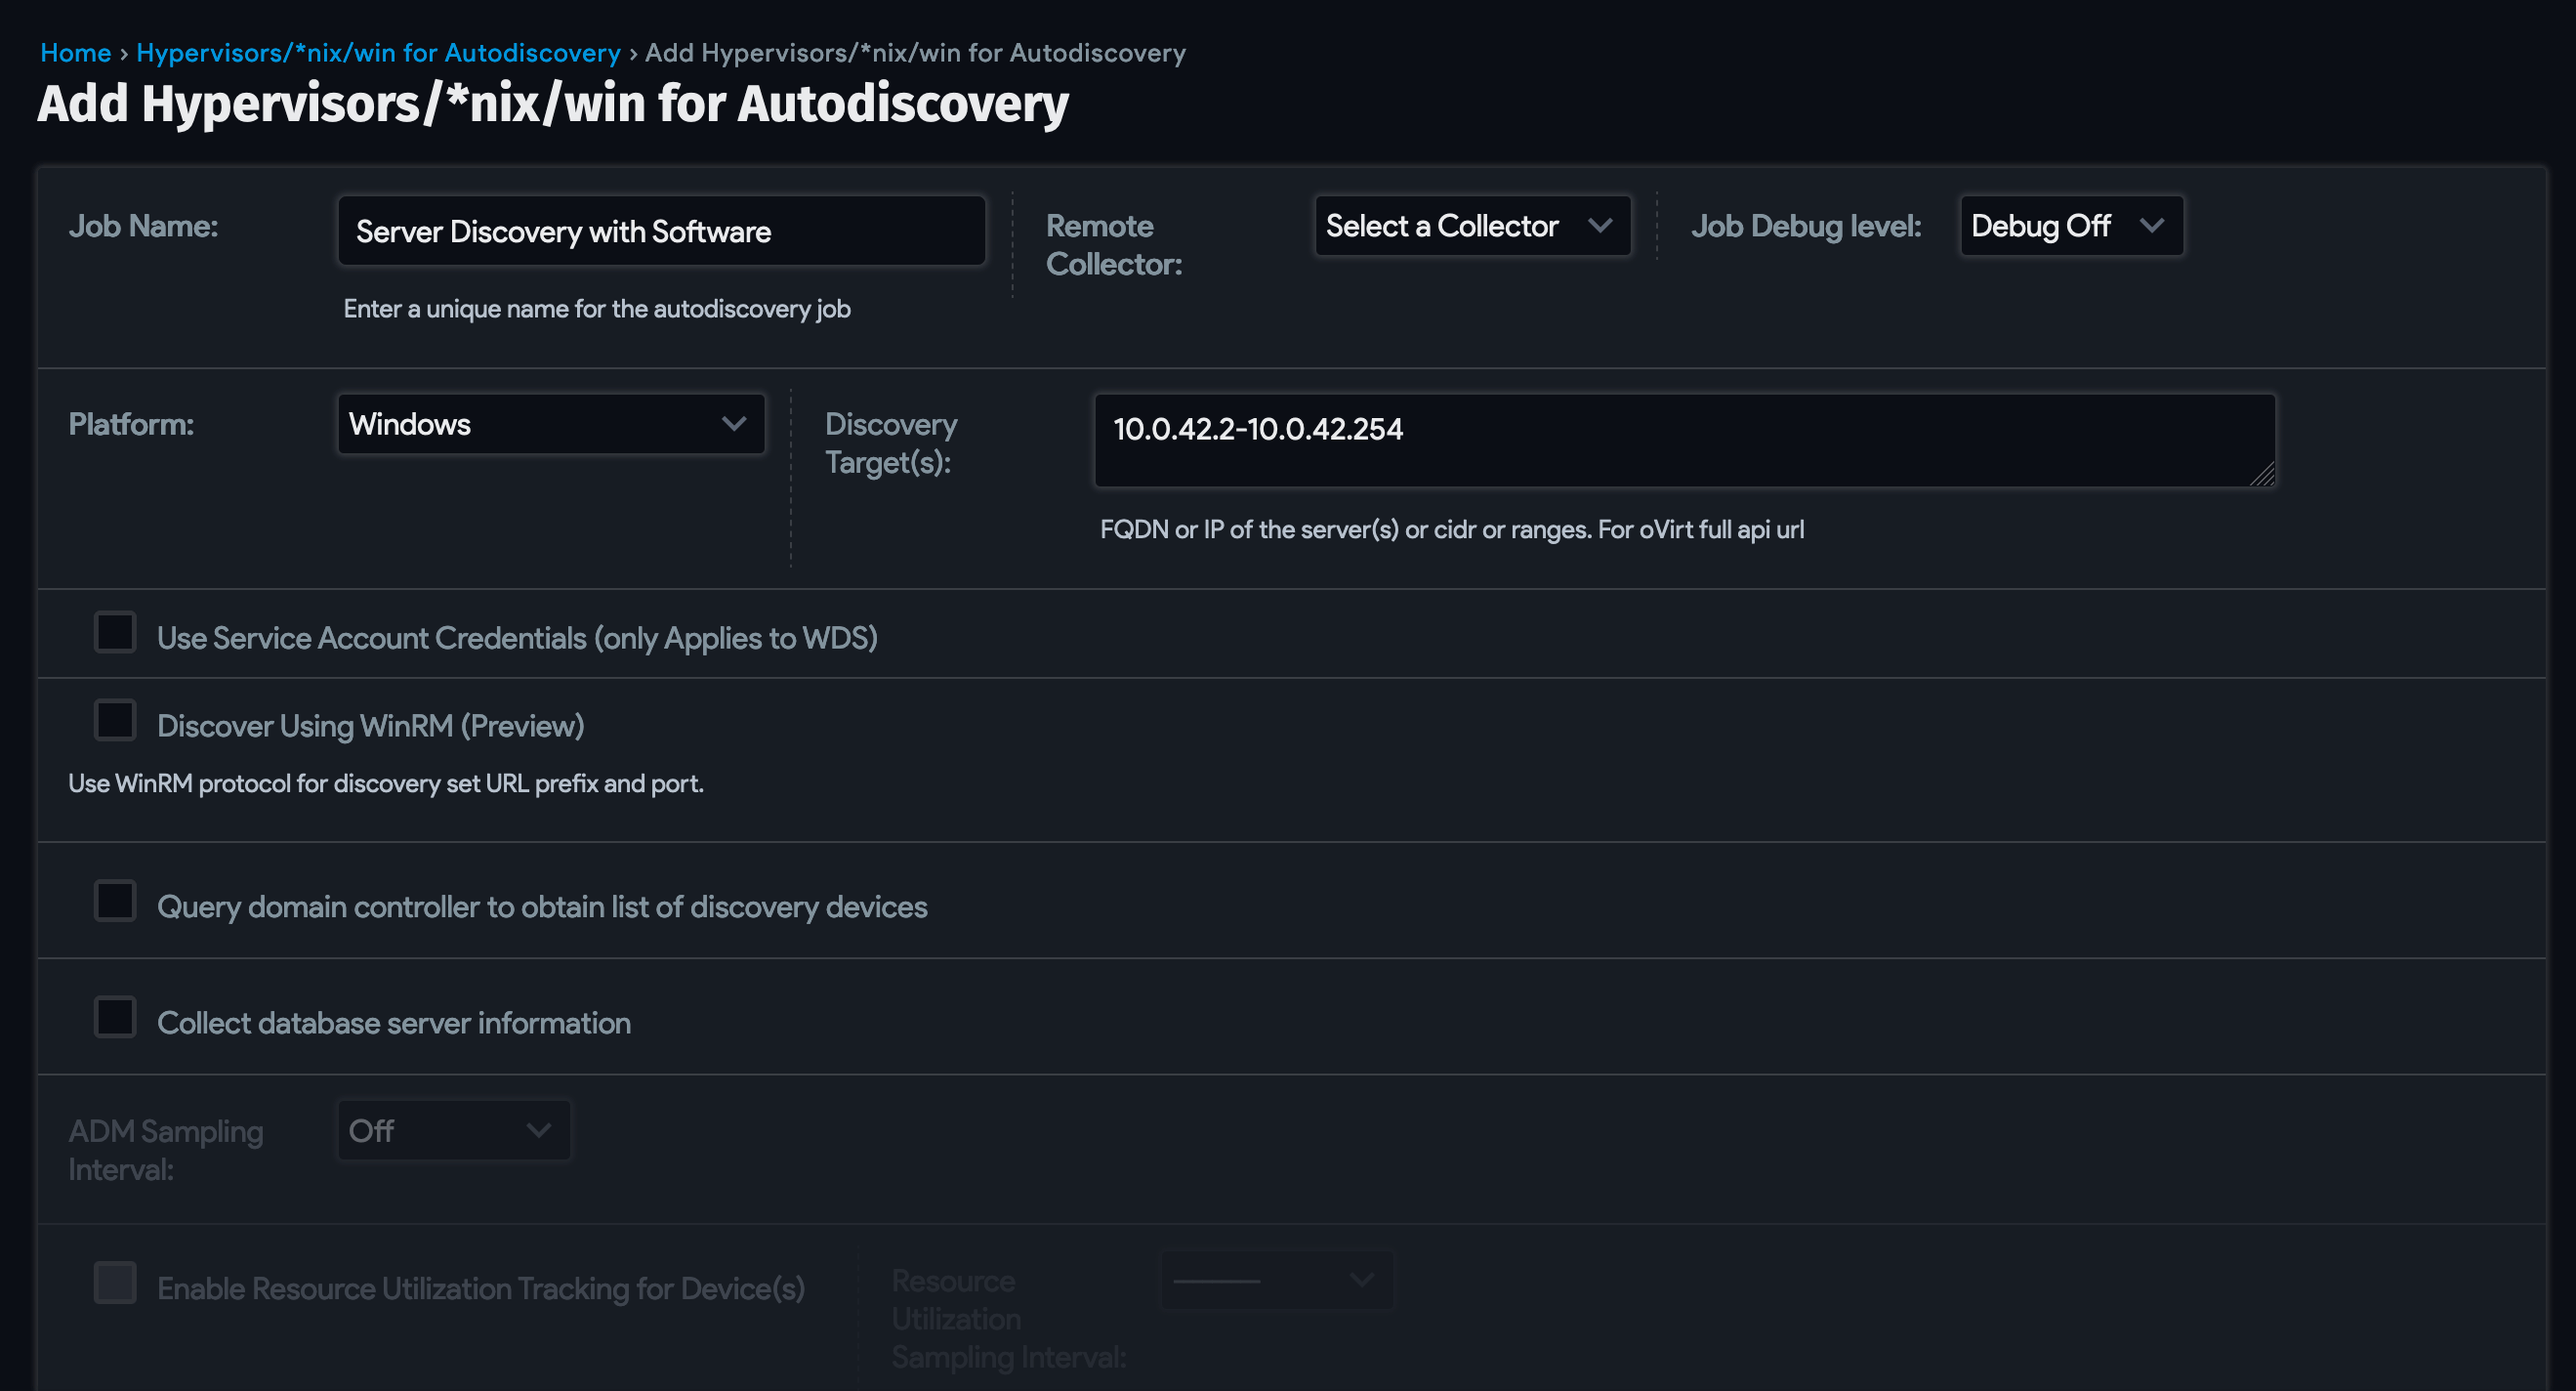 Home › Hypervisors/*nix/win for Autodiscovery › Add Hypervisors/*nix/win for Autodiscovery
Add Hypervisors/*nix/win for Autodiscovery
Job Name:
Server Discovery with Software
Enter a unique name for the autodiscovery job
Remote
Collector:
Select a Collector
Job Debug level:
Debug Off
Platform:
Windows
Discovery
Target(s):
10.0.42.2-10.0.42.254
FQDN or IP of the server(s) or cidr or ranges. For oVirt full api url
Use Service Account Credentials (only Applies to WDS)
Discover Using WinRM (Preview)
Use WinRM protocol for discovery set URL prefix and port.
Query domain controller to obtain list of discovery devices
Collect database server information
ADM Sampling
Interval:
Off
Enable Resource Utilization Tracking for Device(s)
Resource
Utilization
Sampling Interval: